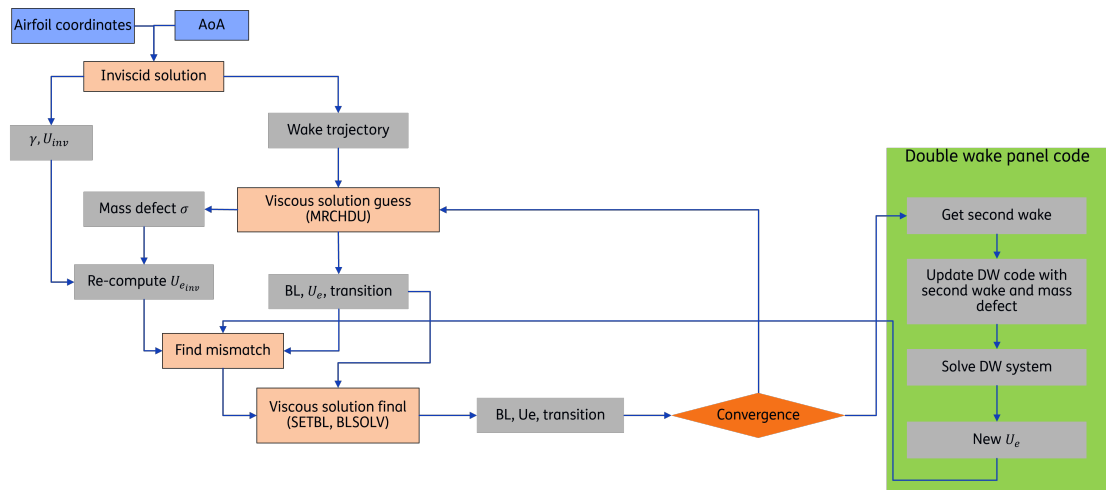 Airfoil coordinates
AoA
Inviscid solution
γ, U_inv
Wake trajectory
Double wake panel code
Viscous solution guess
(MRCHDU)
Mass defect σ
Get second wake
Re-compute U_e_inv
BL, U_e, transition
Update DW code with
second wake and mass
defect
Find mismatch
Solve DW system
Viscous solution final
(SETBL, BLSOLV)
BL, Ue, transition
Convergence
New U_e